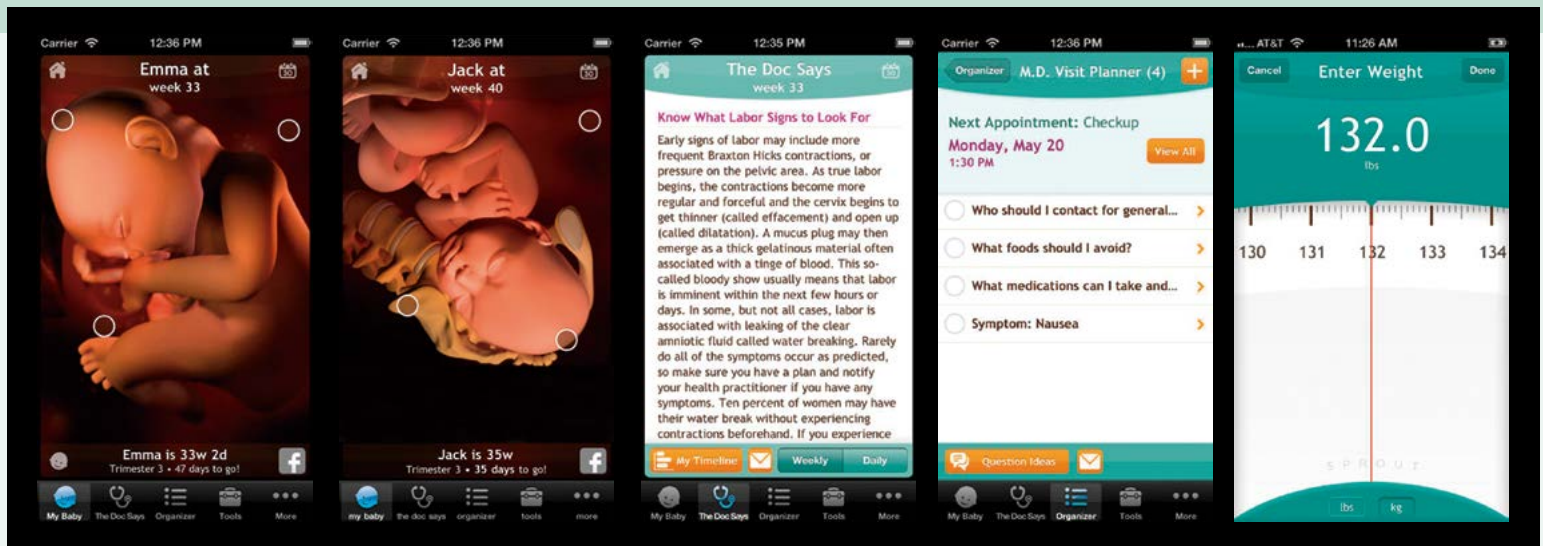 Carrier 12:36 PM
Emma at
week 33
30
Emma is 33w 2d
Trimester 3 • 47 days to go!
f
My Baby The Doc Says Organizer Tools More
Carrier 12:36 PM
Jack at
week 40
30
Jack is 35w
Trimester 3 • 35 days to go!
f
my baby the doc says organizer tools more
Carrier 12:35 PM
The Doc Says
week 33
30
Know What Labor Signs to Look For
Early signs of labor may include more
frequent Braxton Hicks contractions, or
pressure on the pelvic area. As true labor
begins, the contractions become more
regular and forceful and the cervix begins to
get thinner (called effacement) and open up
(called dilatation). A mucus plug may then
emerge as a thick gelatinous material often
associated with a tinge of blood. This so-
called bloody show usually means that labor
is imminent within the next few hours or
days. In some, but not all cases, labor is
associated with leaking of the clear
amniotic fluid called water breaking. Rarely
do all of the symptoms occur as predicted,
so make sure you have a plan and notify
your health practitioner if you have any
symptoms. Ten percent of women may have
their water break without experiencing
contractions beforehand. If you experience
My Timeline Weekly Daily
My Baby The Doc Says Organizer Tools More
Carrier 12:36 PM
Organizer M.D. Visit Planner (4) +
Next Appointment: Checkup
Monday, May 20
1:30 PM
View All
Who should I contact for general...
What foods should I avoid?
What medications can I take and...
Symptom: Nausea
Question Ideas
My Baby The Doc Says Organizer Tools More
AT&T 11:26 AM
Cancel Enter Weight Done
132.0
lbs
130 131 132 133 134
SPROUT
lbs kg